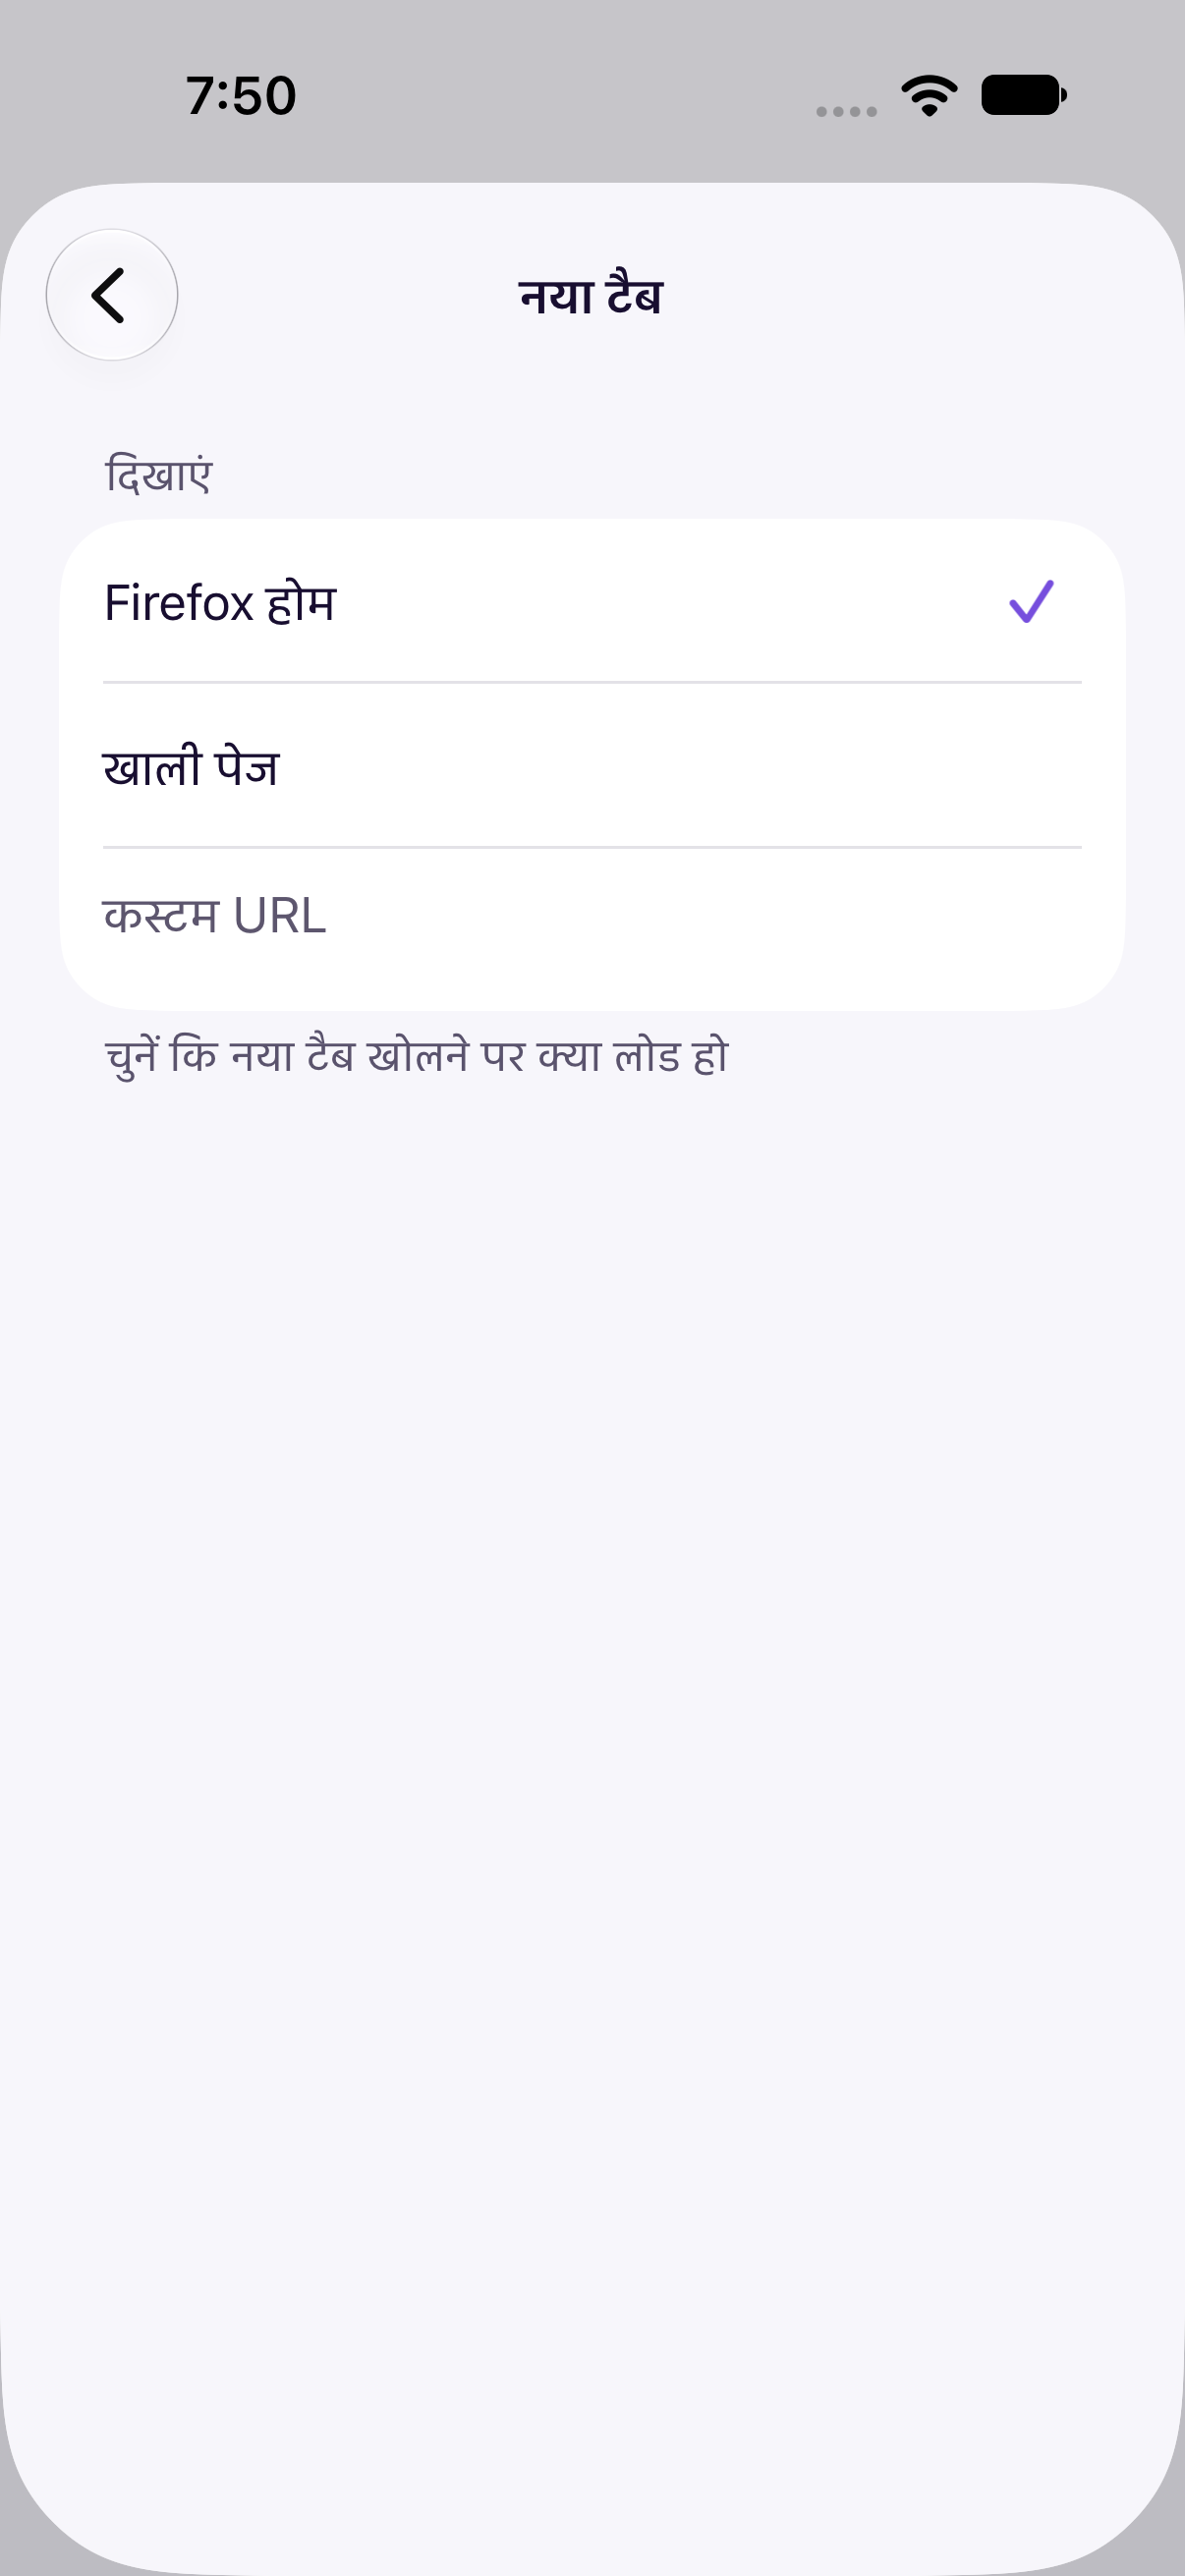 7:50
नया टैब
दिखाएं
Firefox होम
खाली पेज
कस्टम URL
चुनें कि नया टैब खोलने पर क्या लोड हो